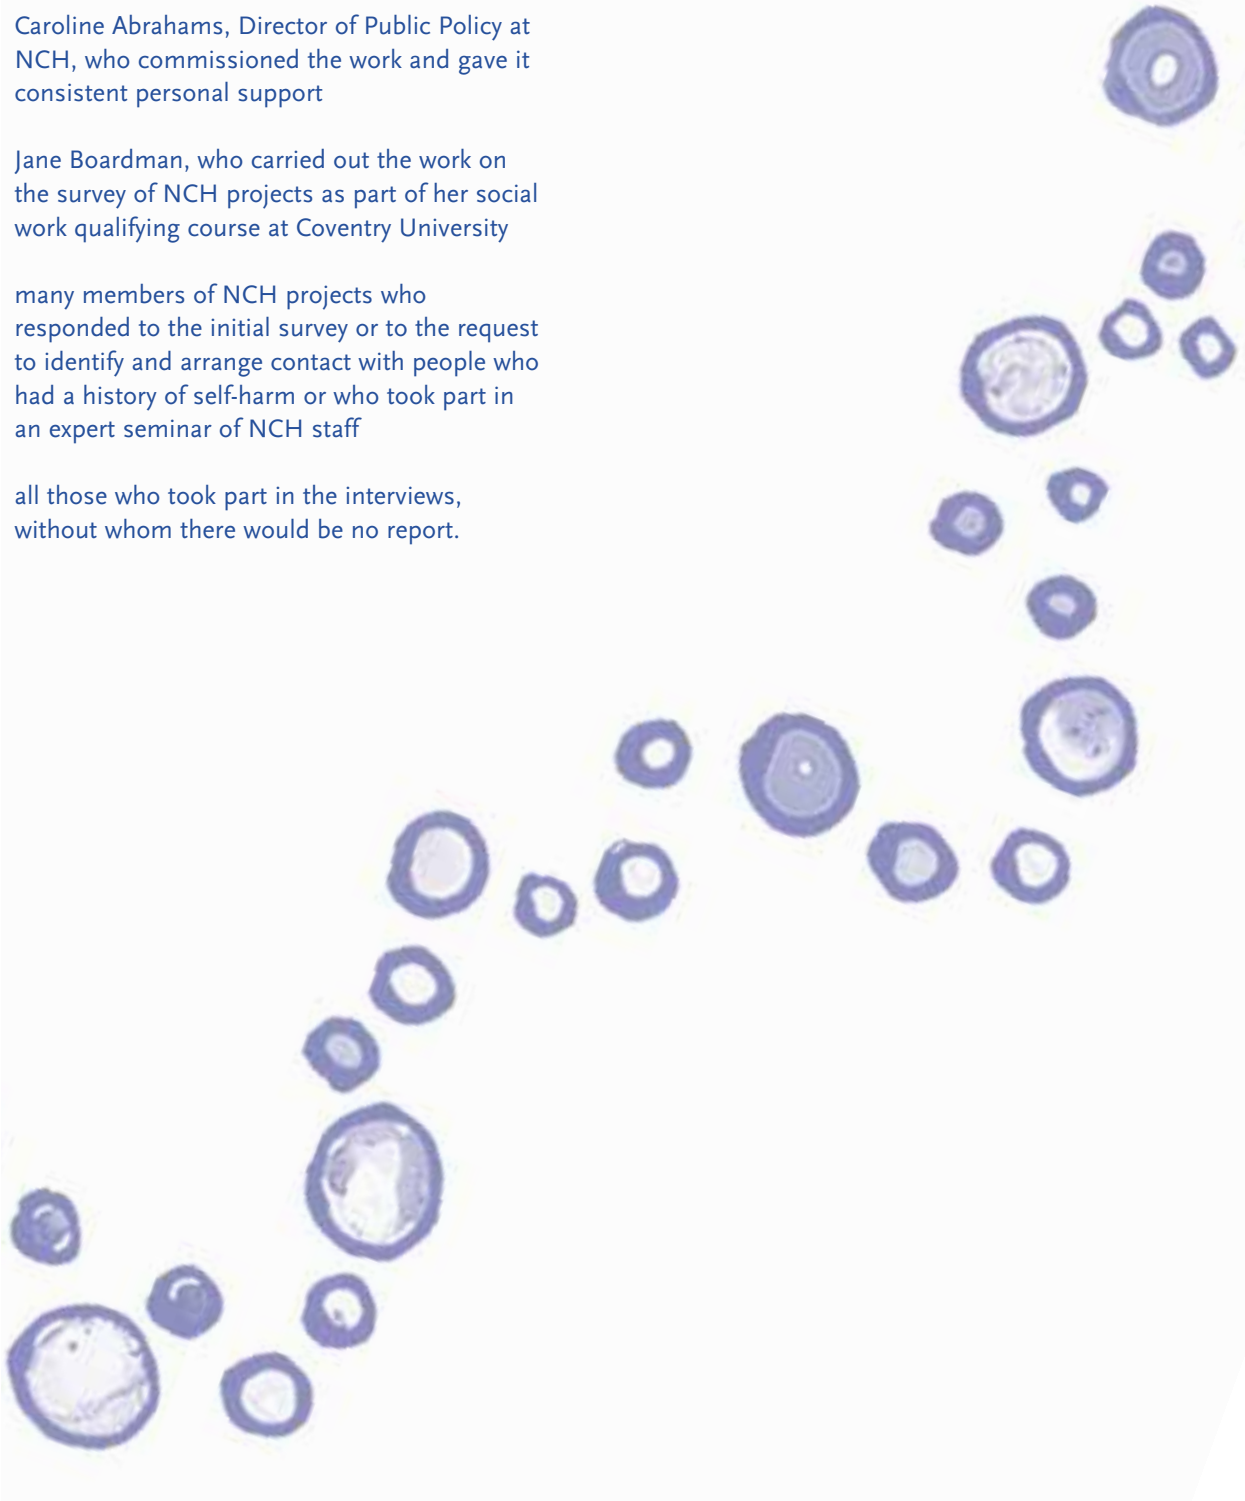 Caroline Abrahams, Director of Public Policy at
NCH, who commissioned the work and gave it
consistent personal support
Jane Boardman, who carried out the work on
the survey of NCH projects as part of her social
work qualifying course at Coventry University
many members of NCH projects who
responded to the initial survey or to the request
to identify and arrange contact with people who
had a history of self-harm or who took part in
an expert seminar of NCH staff
all those who took part in the interviews,
without whom there would be no report.